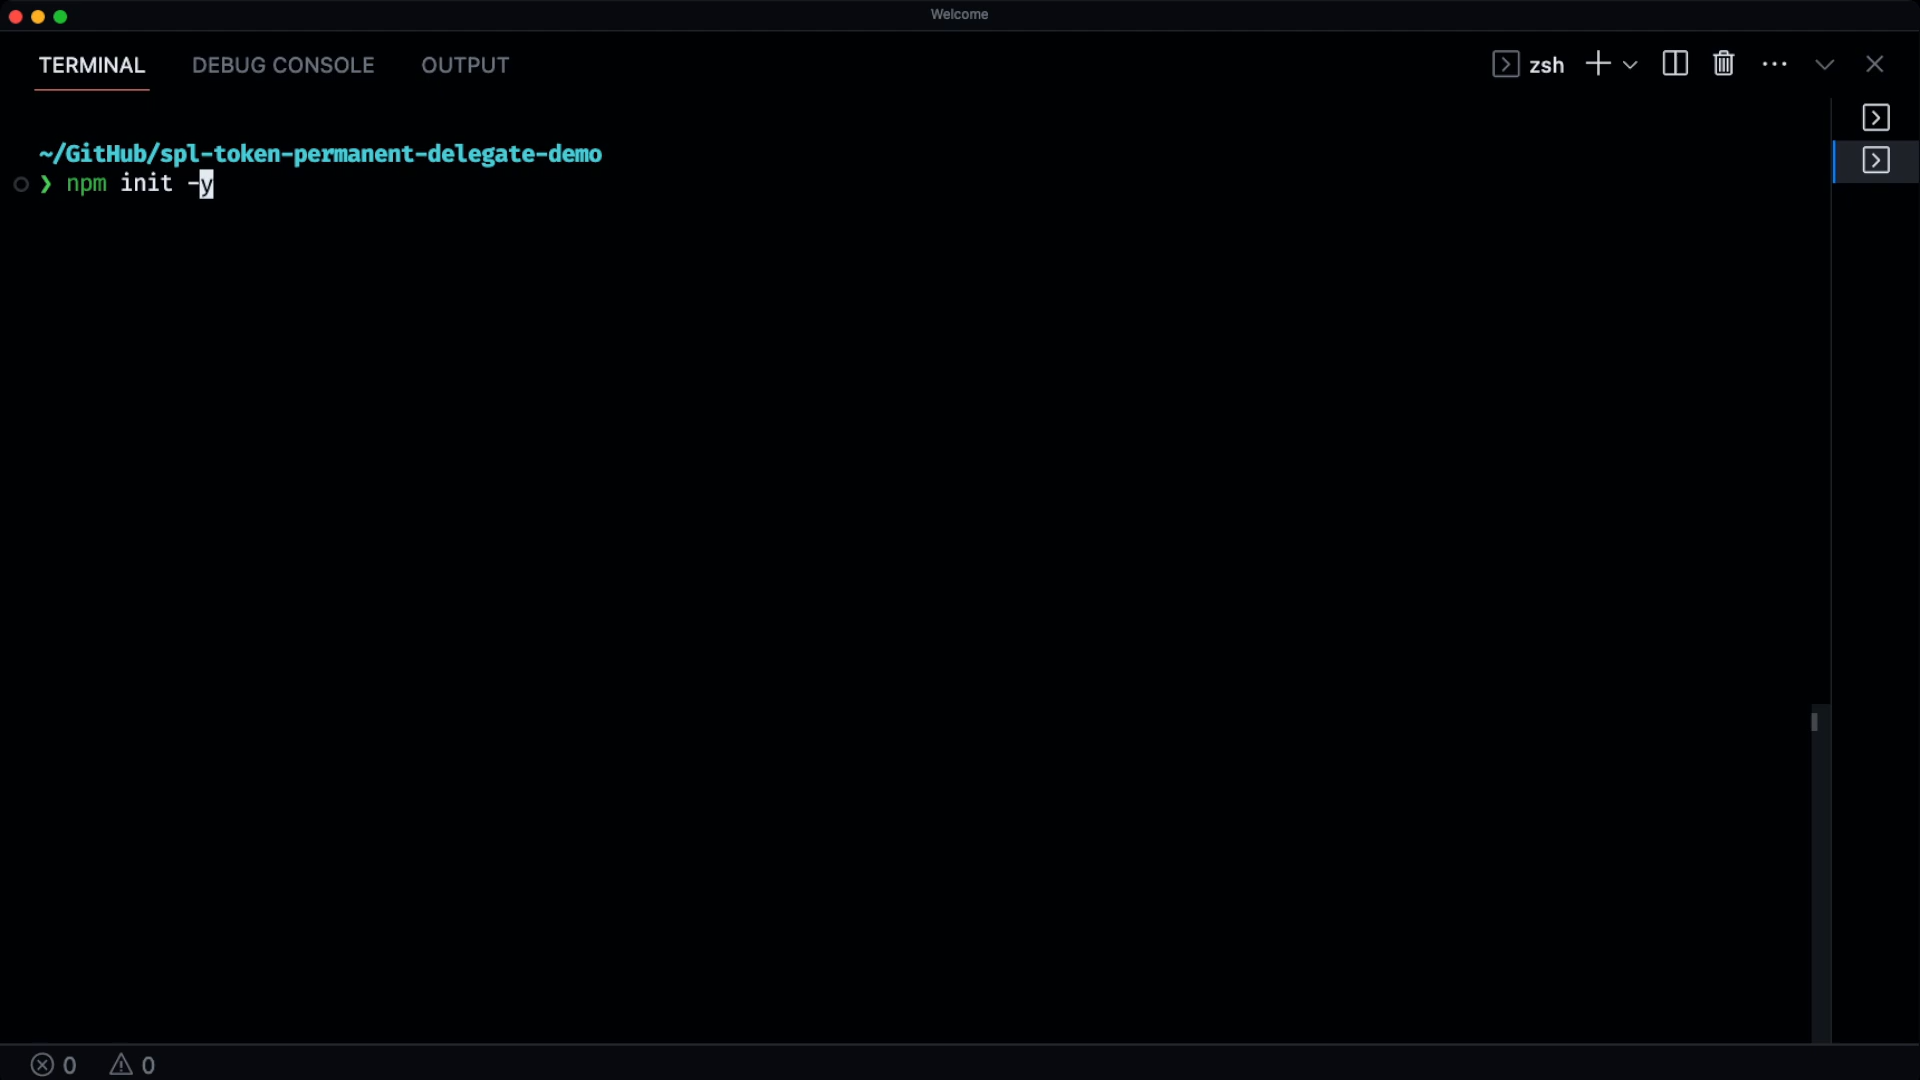 Welcome
TERMINAL DEBUG CONSOLE OUTPUT zsh
~/GitHub/spl-token-permanent-delegate-demo
❯ npm init -y
0 0